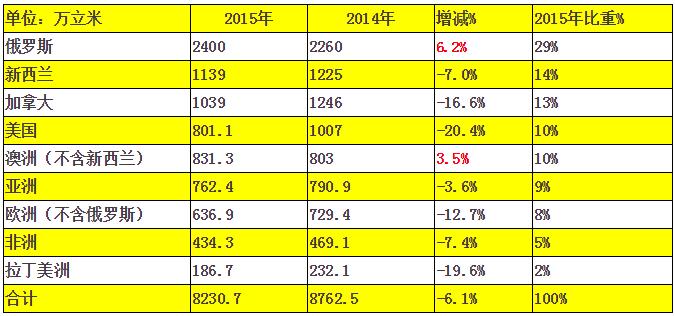 单位：万立米 2015年 2014年 增减% 2015年比重%
俄罗斯 2400 2260 6.2% 29%
新西兰 1139 1225 -7.0% 14%
加拿大 1039 1246 -16.6% 13%
美国 801.1 1007 -20.4% 10%
澳洲（不含新西兰） 831.3 803 3.5% 10%
亚洲 762.4 790.9 -3.6% 9%
欧洲（不含俄罗斯） 636.9 729.4 -12.7% 8%
非洲 434.3 469.1 -7.4% 5%
拉丁美洲 186.7 232.1 -19.6% 2%
合计 8230.7 8762.5 -6.1% 100%